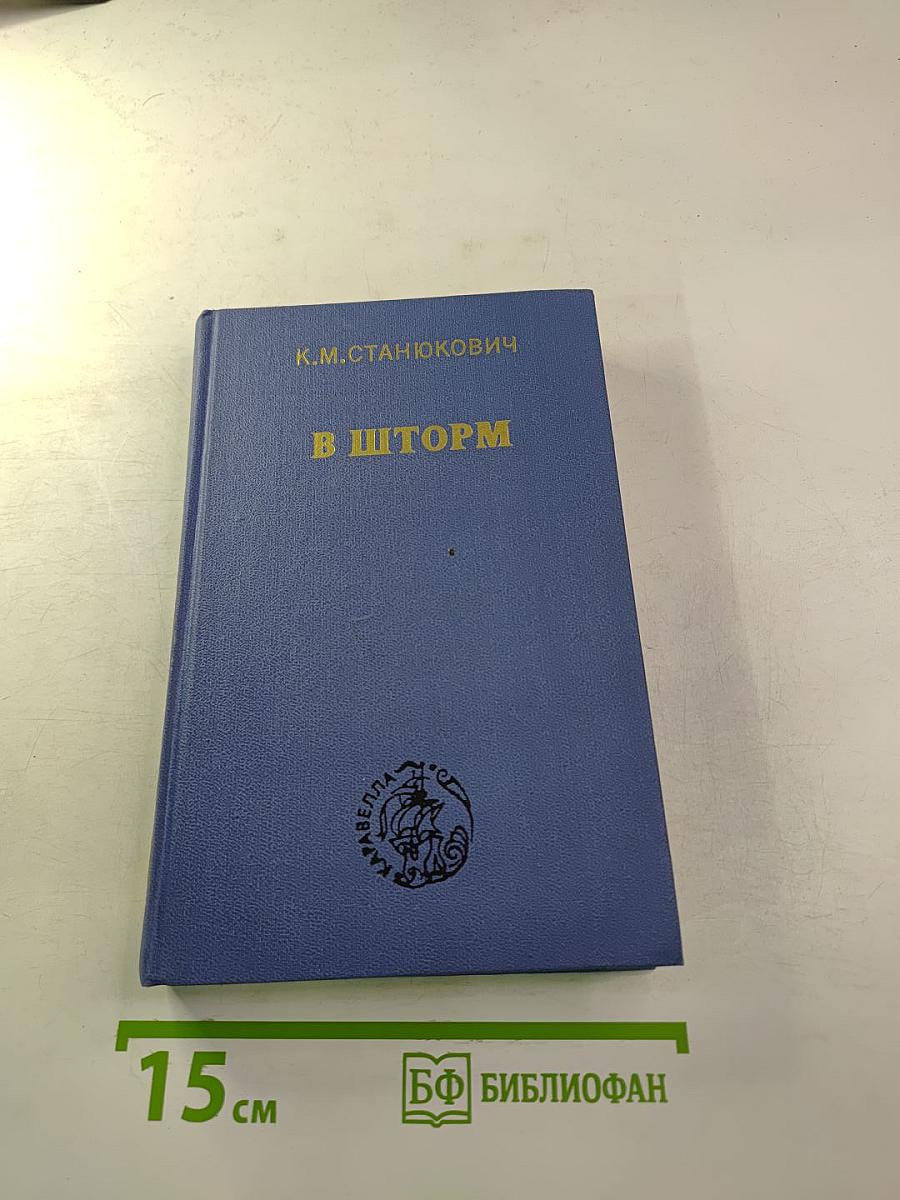 К.М.СТАНЮКОВИЧ
В ШТОРМ
КАРАВЕЛЛА
15 см
БФ БИБЛИОФАН